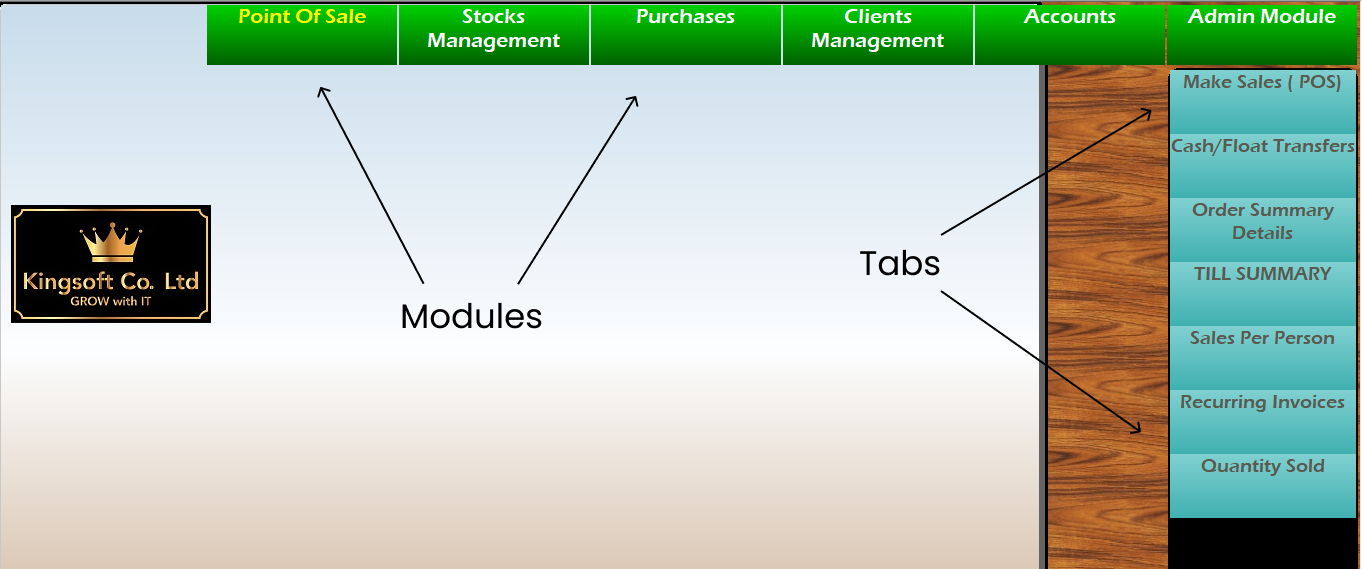 Point Of Sale
Stocks
Management
Purchases
Clients
Management
Accounts
Admin Module
Make Sales ( POS)
Cash/Float Transfers
Order Summary
Details
TILL SUMMARY
Sales Per Person
Recurring Invoices
Quantity Sold
Kingsoft Co. Ltd
GROW with IT
Modules
Tabs